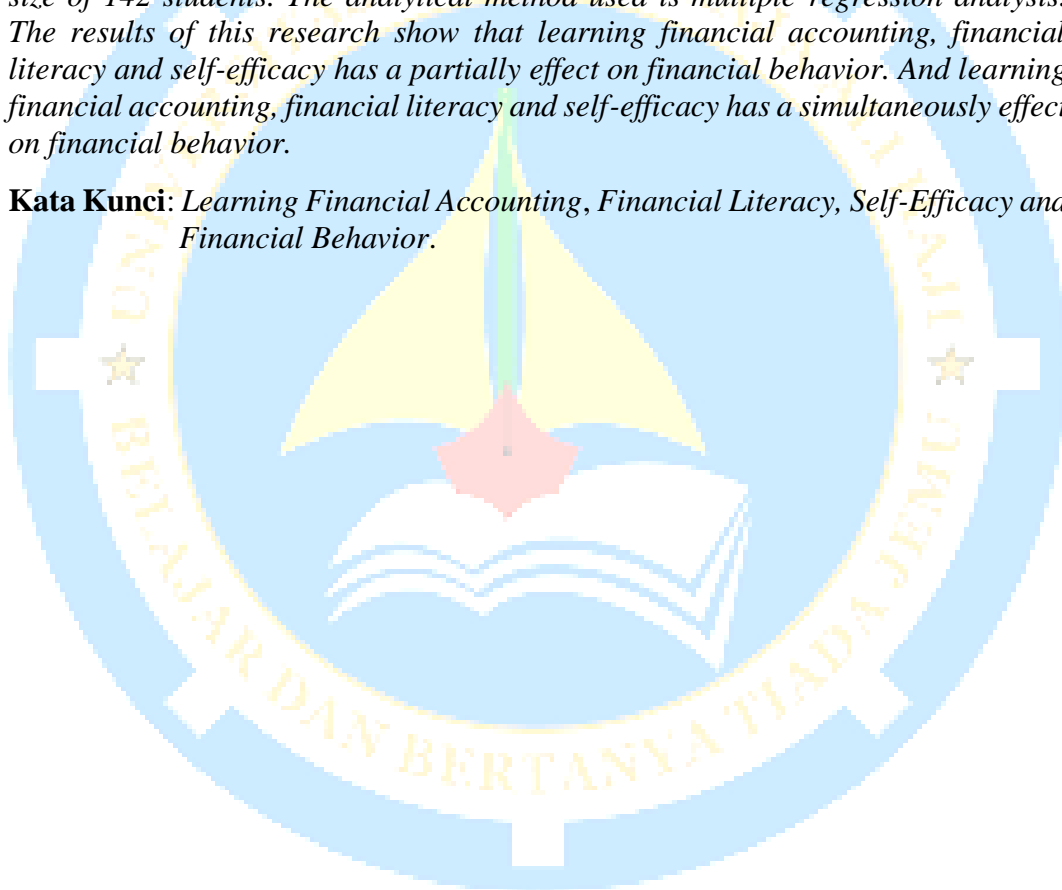 size of 142 students. The analytical method used is multiple regression analysis.
The results of this research show that learning financial accounting, financial
literacy and self-efficacy has a partially effect on financial behavior. And learning
financial accounting, financial literacy and self-efficacy has a simultaneously effect
on financial behavior.
Kata Kunci: Learning Financial Accounting, Financial Literacy, Self-Efficacy and
Financial Behavior.
ALI HAJI
BELAJAR DAN BERTANYA TIADA JEMU